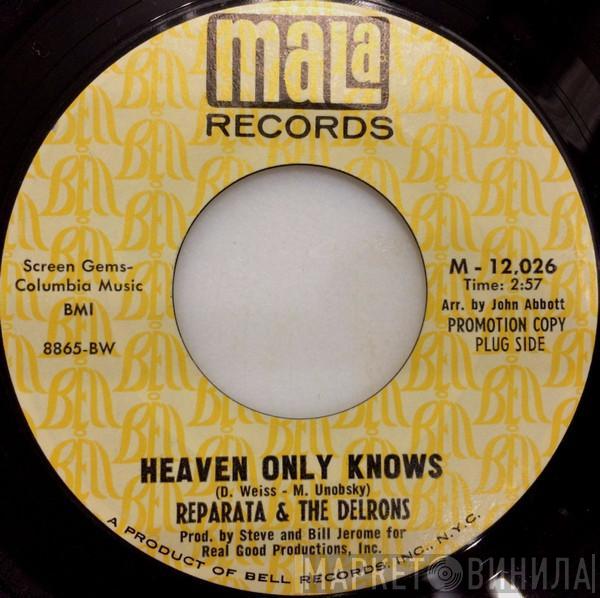 mala
RECORDS
Screen Gems-
Columbia Music
BMI
8865-BW
M - 12,026
Time: 2:57
Arr. by John Abbott
PROMOTION COPY
PLUG SIDE
HEAVEN ONLY KNOWS
(D. Weiss - M. Unobsky)
REPARATA & THE DELRONS
Prod. by Steve and Bill Jerome for
Real Good Productions, Inc.
A PRODUCT OF BELL RECORDS, INC., N.Y.C.
МАРКЕТ ВИНИЛА